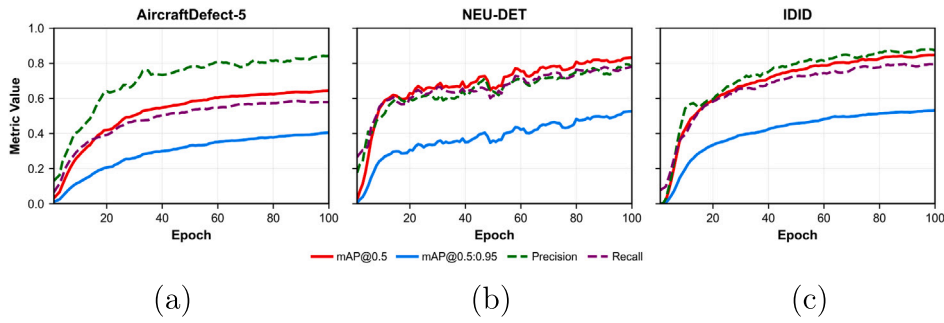 AircraftDefect-5
NEU-DET
IDID
Metric Value
1.0
0.8
0.6
0.4
0.2
0.0
20 40 60 80 100
20 40 60 80 100
20 40 60 80 100
Epoch
Epoch
Epoch
mAP@0.5 mAP@0.5:0.95 Precision Recall
(a)
(b)
(c)